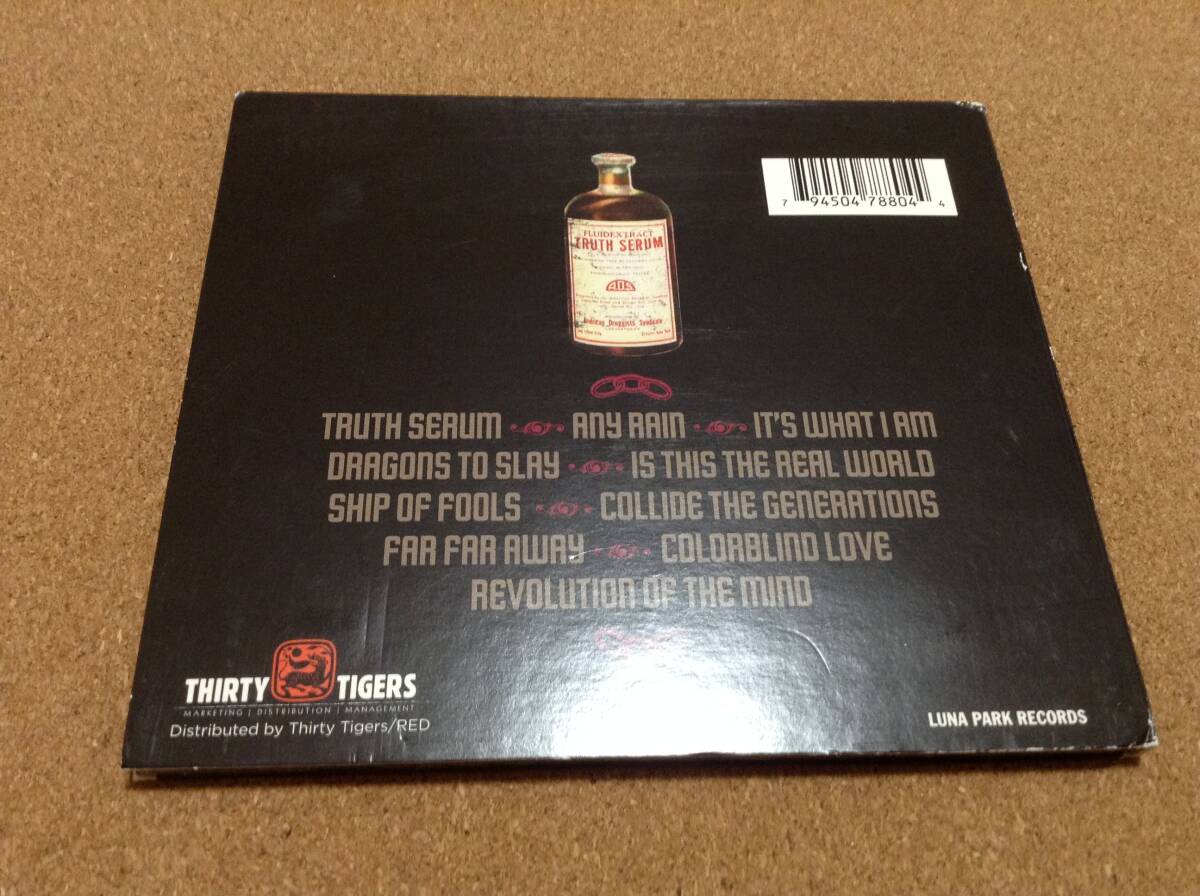 7 94504 78804 4
FLUIDEXTRACT
TRUTH SERUM
ADS
American Druggists Syndicate
TRUTH SERUM ANY RAIN IT'S WHAT I AM
DRAGONS TO SLAY IS THIS THE REAL WORLD
SHIP OF FOOLS COLLIDE THE GENERATIONS
FAR FAR AWAY COLORBLIND LOVE
REVOLUTION OF THE MIND
THIRTY TIGERS
MARKETING | DISTRIBUTION | MANAGEMENT
Distributed by Thirty Tigers/RED
LUNA PARK RECORDS